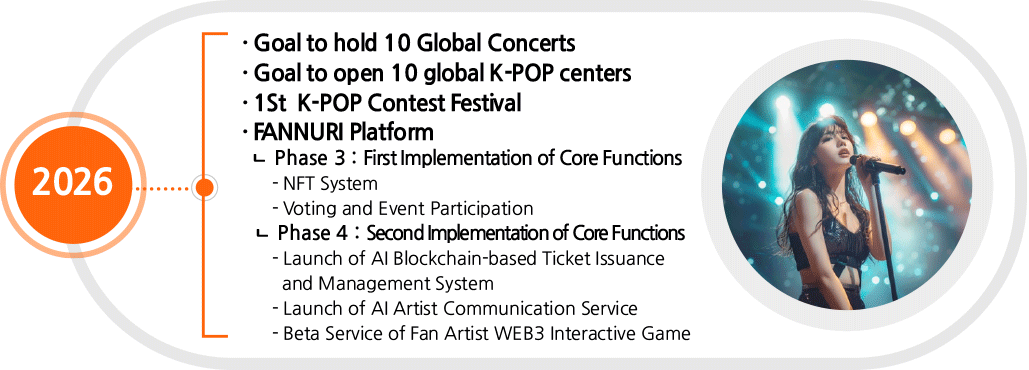 2026
· Goal to hold 10 Global Concerts
· Goal to open 10 global K-POP centers
· 1St K-POP Contest Festival
· FANNURI Platform
ㄴ Phase 3 : First Implementation of Core Functions
- NFT System
- Voting and Event Participation
ㄴ Phase 4 : Second Implementation of Core Functions
- Launch of AI Blockchain-based Ticket Issuance
and Management System
- Launch of AI Artist Communication Service
- Beta Service of Fan Artist WEB3 Interactive Game